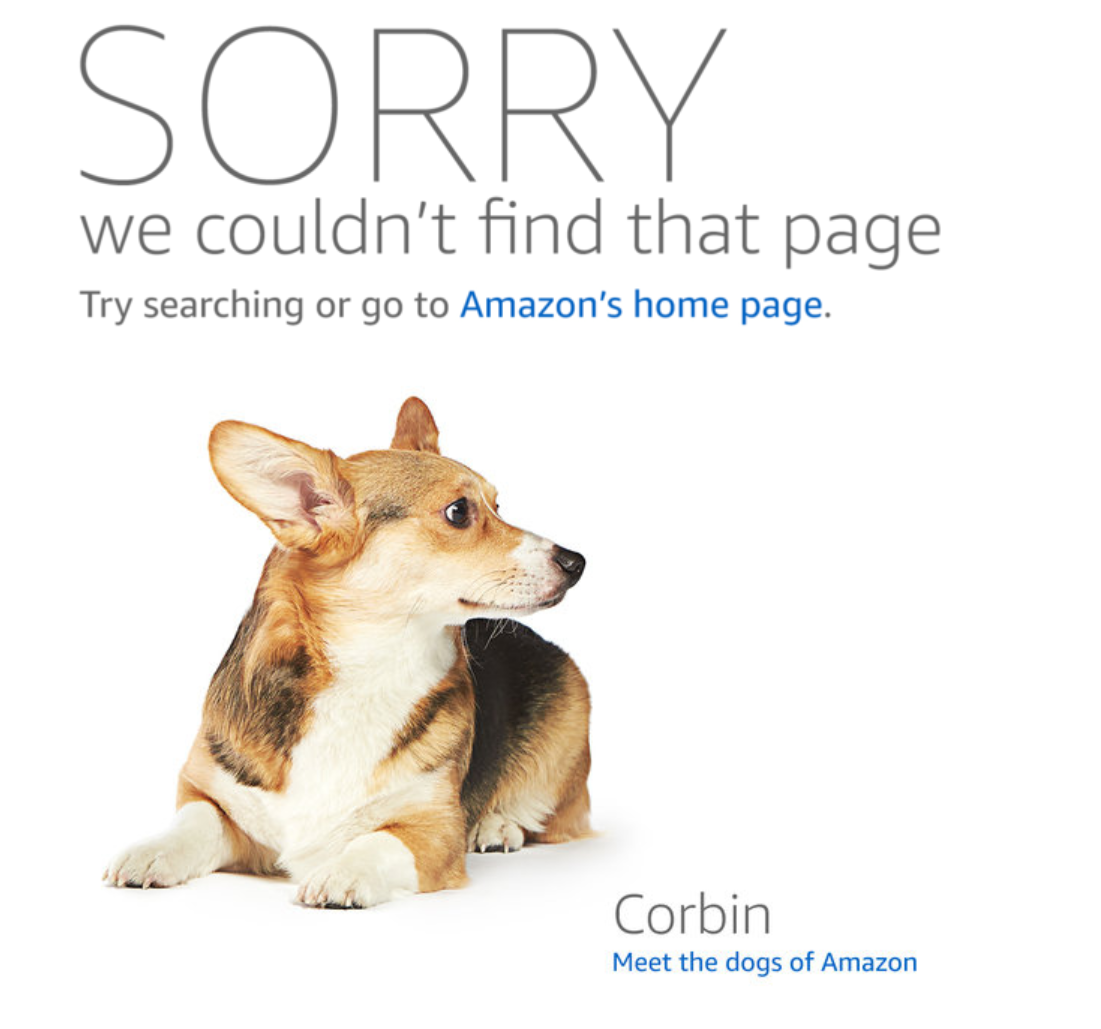 SORRY
we couldn't find that page
Try searching or go to Amazon's home page.
Corbin
Meet the dogs of Amazon